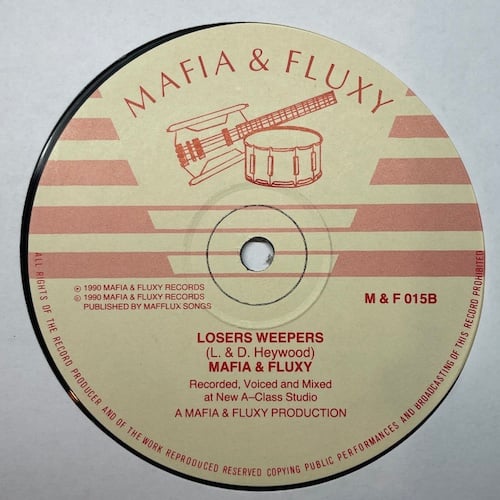 MAFIA & FLUXY
℗ 1990 MAFIA & FLUXY RECORDS
© 1990 MAFIA & FLUXY RECORDS
PUBLISHED BY MAFFLUX SONGS
M & F 015B
LOSERS WEEPERS
(L. & D. Heywood)
MAFIA & FLUXY
Recorded, Voiced and Mixed
at New A–Class Studio
A MAFIA & FLUXY PRODUCTION
ALL RIGHTS OF THE RECORD PRODUCER, AND OF THE WORK REPRODUCED RESERVED COPYING PUBLIC PERFORMANCES AND BROADCASTING OF THIS RECORD PROHIBITED